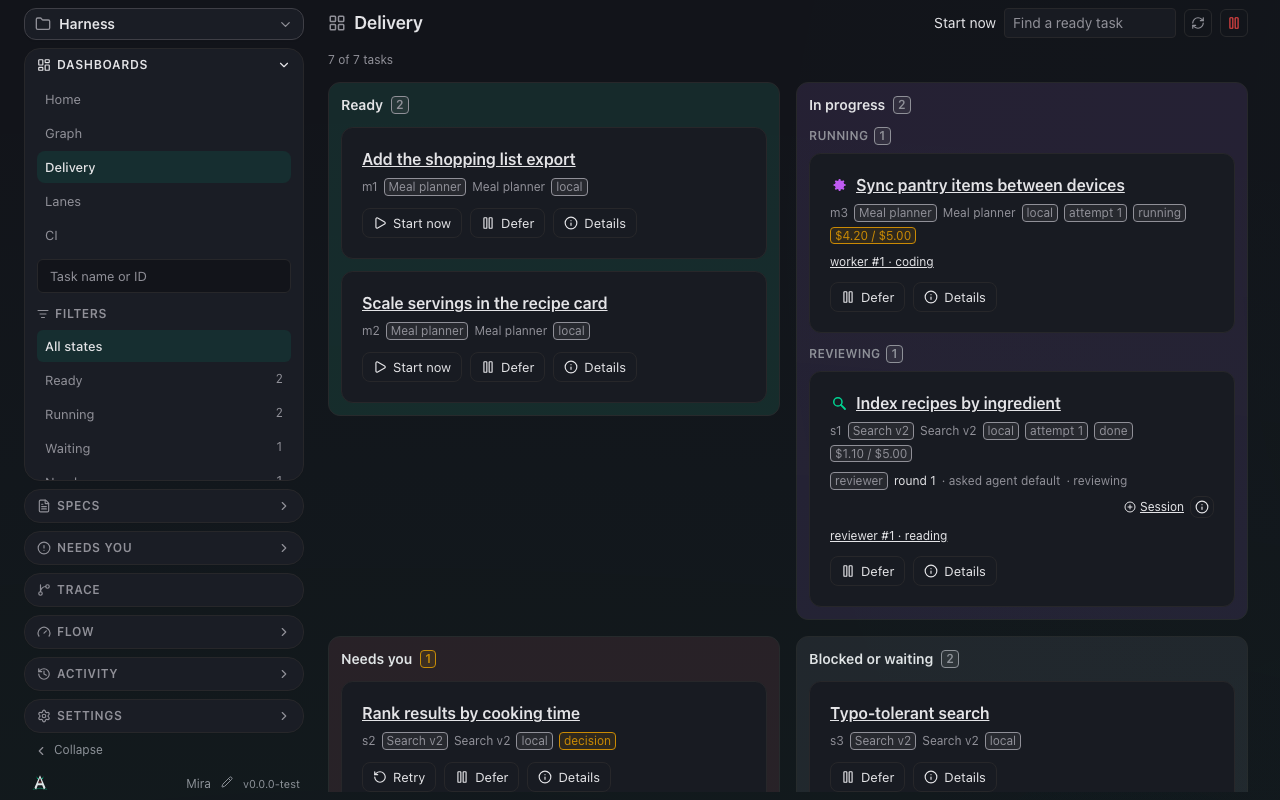 Harness
DASHBOARDS
Home
Graph
Delivery
Lanes
CI
Task name or ID
FILTERS
All states
Ready 2
Running 2
Waiting 1
SPECS
NEEDS YOU
TRACE
FLOW
ACTIVITY
SETTINGS
Collapse
Mira v0.0.0-test
Delivery
Start now Find a ready task
7 of 7 tasks
Ready 2
Add the shopping list export
m1 Meal planner Meal planner local
Start now Defer Details
Scale servings in the recipe card
m2 Meal planner Meal planner local
Start now Defer Details
In progress 2
RUNNING 1
Sync pantry items between devices
m3 Meal planner Meal planner local attempt 1 running
$4.20 / $5.00
worker #1 · coding
Defer Details
REVIEWING 1
Index recipes by ingredient
s1 Search v2 Search v2 local attempt 1 done
$1.10 / $5.00
reviewer round 1 · asked agent default · reviewing
Session
reviewer #1 · reading
Defer Details
Needs you 1
Rank results by cooking time
s2 Search v2 Search v2 local decision
Retry Defer Details
Blocked or waiting 2
Typo-tolerant search
s3 Search v2 Search v2 local
Defer Details